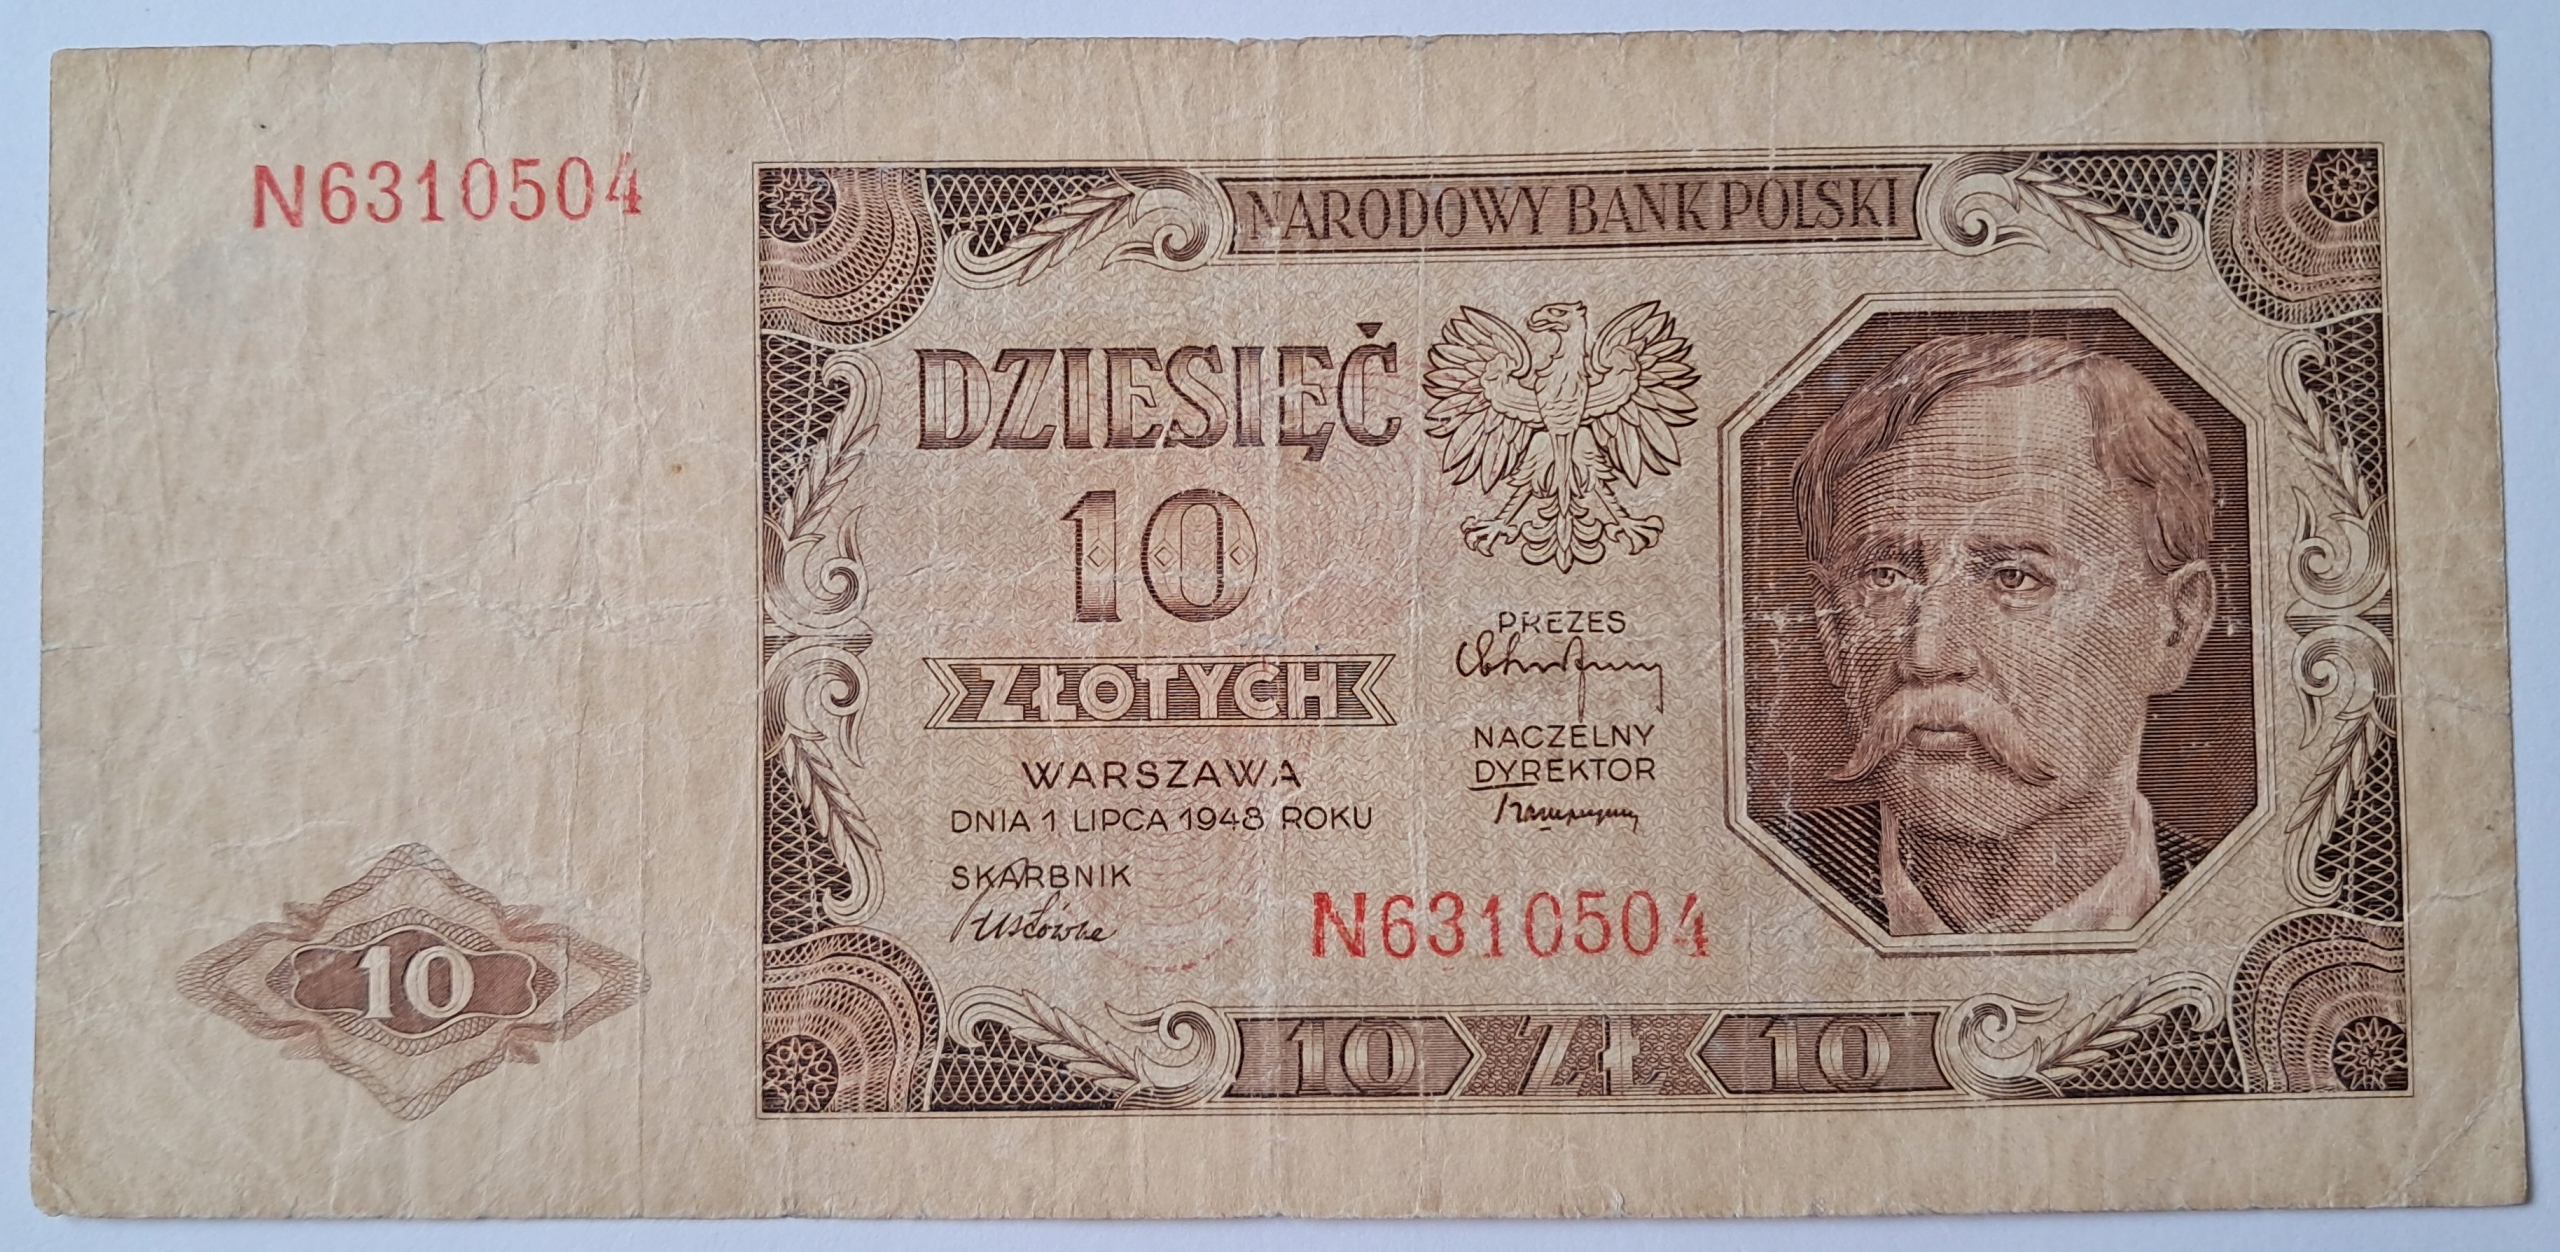 N6310504
NARODOWY BANK POLSKI
DZIESIĘĆ
10
ZŁOTYCH
WARSZAWA
DNIA 1 LIPCA 1948 ROKU
SKARBNIK
PREZES
NACZELNY
DYREKTOR
N6310504
10
10 ZŁ 10